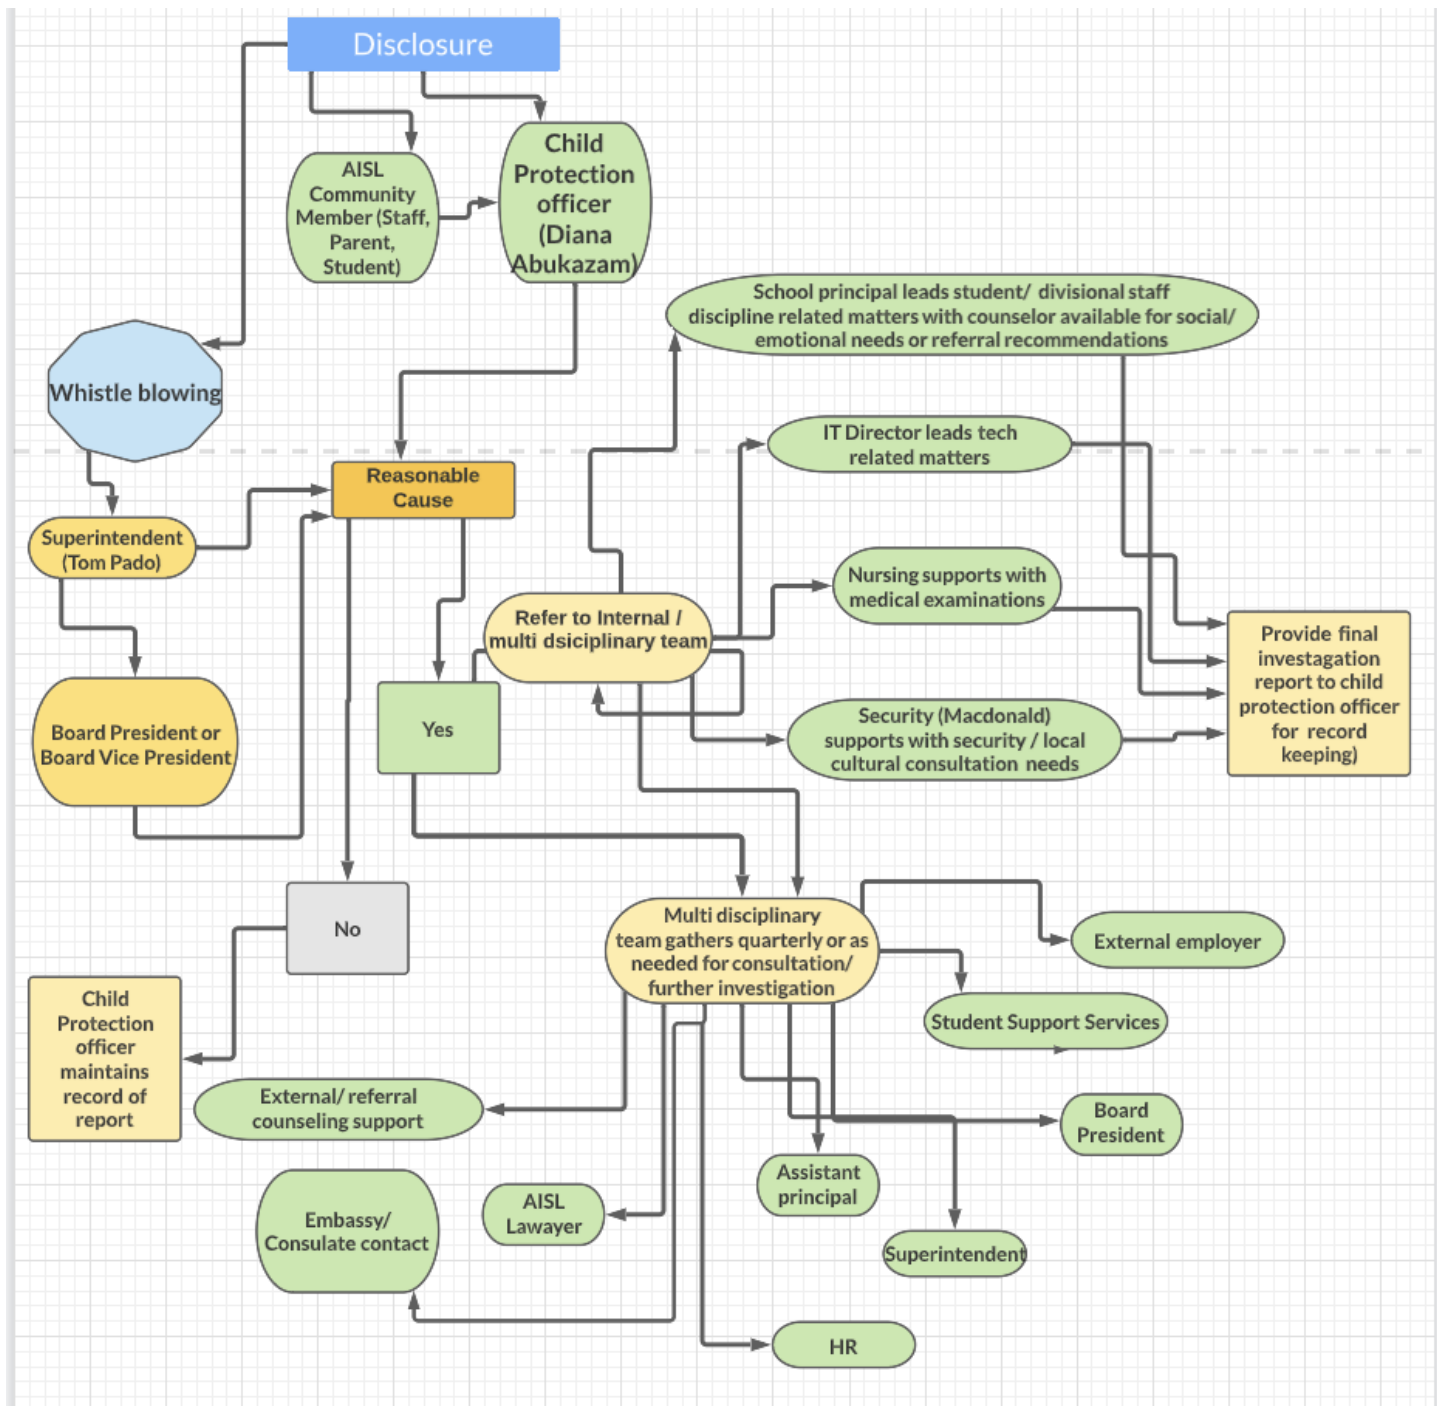 Disclosure
Child
Protection
officer
(Diana
Abukazam)
AISL
Community
Member (Staff,
Parent,
Student)
School principal leads student/ divisional staff
discipline related matters with counselor available for social/
emotional needs or referral recommendations
Whistle blowing
IT Director leads tech
related matters
Reasonable
Cause
Superintendent
(Tom Pado)
Nursing supports with
medical examinations
Refer to Internal /
multi dsiciplinary team
Provide final
investagation
report to child
protection officer
for record
keeping)
Board President or
Board Vice President
Yes
Security (Macdonald)
supports with security / local
cultural consultation needs
No
Multi disciplinary
team gathers quarterly or as
needed for consultation/
further investigation
External employer
Child
Protection
officer
maintains
record of
report
Student Support Services
External/ referral
counseling support
Board
President
Assistant
principal
AISL
Lawayer
Embassy/
Consulate contact
Superintendent
HR